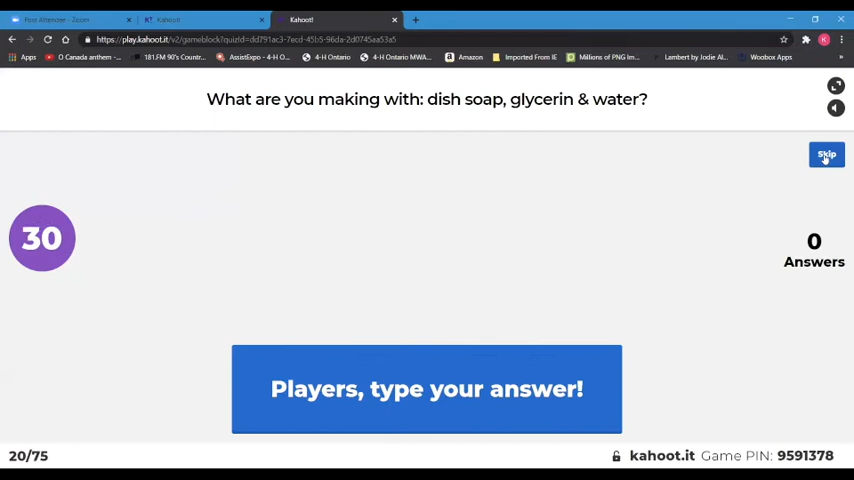 Post Attendee - Zoom
Kahoot!
Kahoot!
https://play.kahoot.it/v2/gameblock?quizId=dd791ac3-7ecd-45b5-96da-2d0745aa53a5
K
Apps
O Canada anthem -...
181.FM 90's Countr...
AssistExpo - 4-H O...
4-H Ontario
4-H Ontario MWA...
Amazon
Imported From IE
Millions of PNG Im...
Lambert by Jodie Al...
Woobox Apps
»
What are you making with: dish soap, glycerin & water?
Skip
30
0
Answers
Players, type your answer!
20/75
kahoot.it Game PIN: 9591378